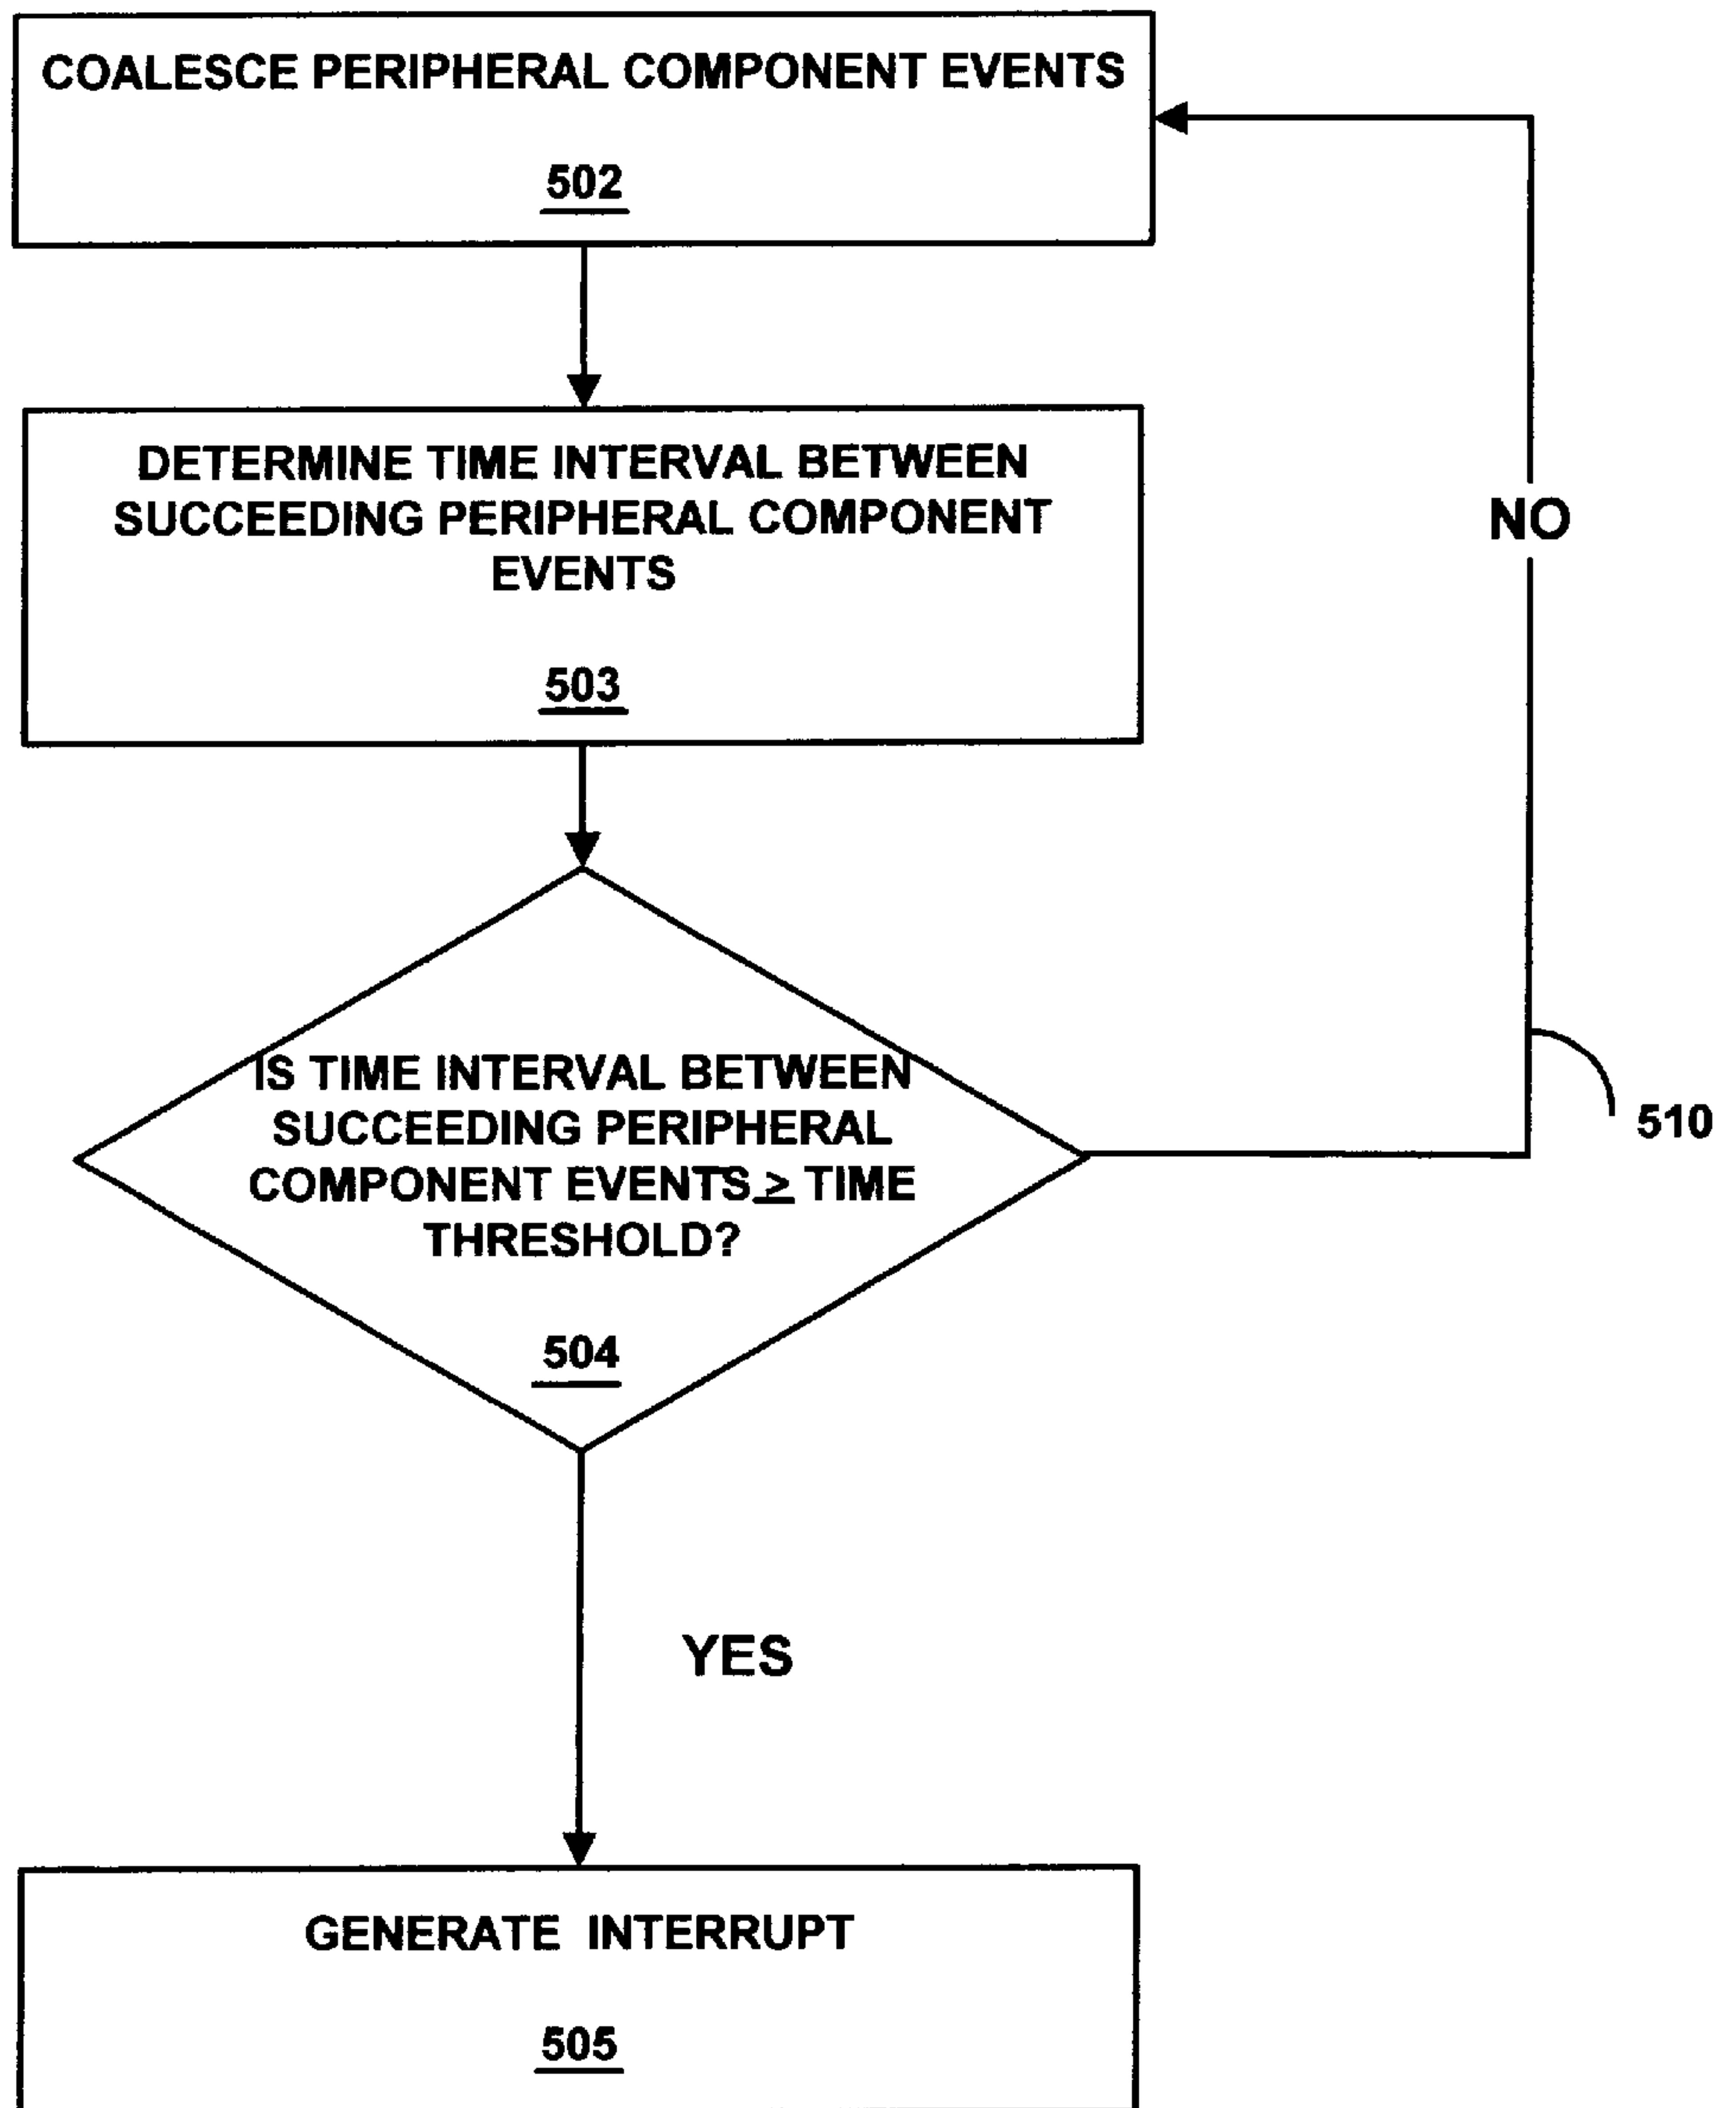 COALESCE PERIPHERAL COMPONENT EVENTS
502
DETERMINE TIME INTERVAL BETWEEN
SUCCEEDING PERIPHERAL COMPONENT
EVENTS
503
NO
IS TIME INTERVAL BETWEEN
SUCCEEDING PERIPHERAL
COMPONENT EVENTS ≥ TIME
THRESHOLD?
504
510
YES
GENERATE INTERRUPT
505